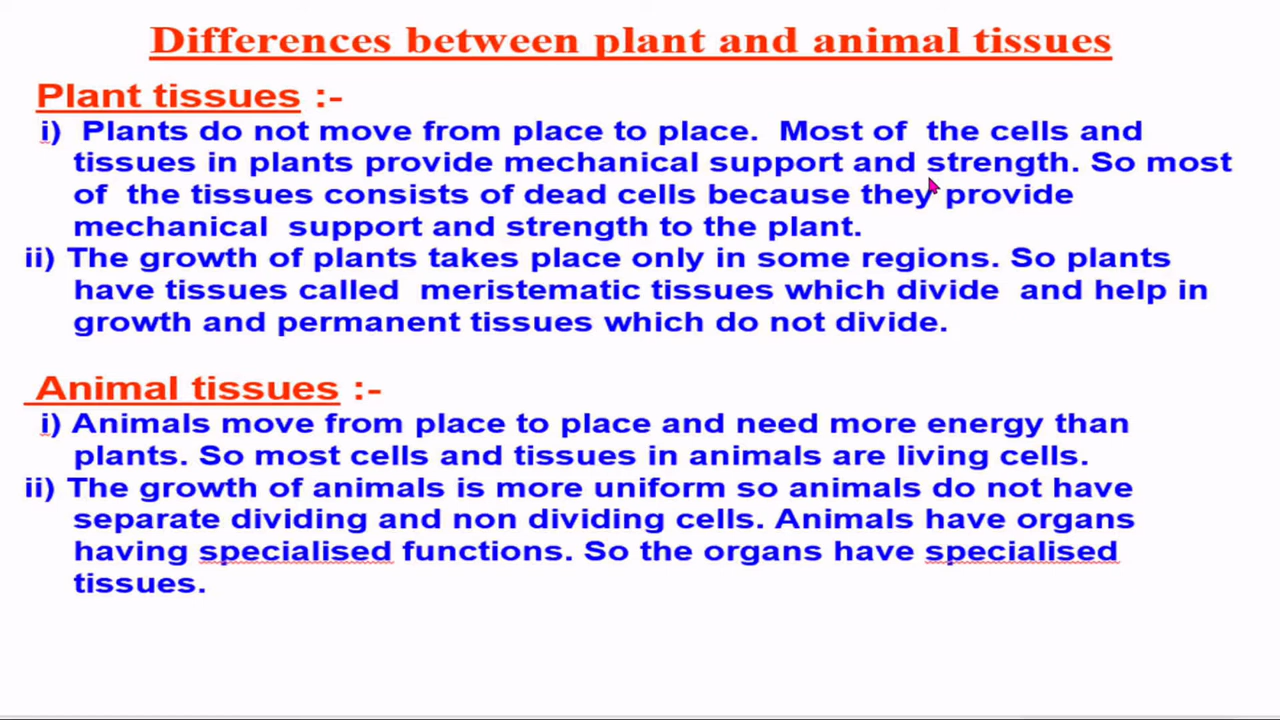 Differences between plant and animal tissues
Plant tissues :-
i) Plants do not move from place to place. Most of the cells and
tissues in plants provide mechanical support and strength. So most
of the tissues consists of dead cells because they provide
mechanical support and strength to the plant.
ii) The growth of plants takes place only in some regions. So plants
have tissues called meristematic tissues which divide and help in
growth and permanent tissues which do not divide.
Animal tissues :-
i) Animals move from place to place and need more energy than
plants. So most cells and tissues in animals are living cells.
ii) The growth of animals is more uniform so animals do not have
separate dividing and non dividing cells. Animals have organs
having specialised functions. So the organs have specialised
tissues.